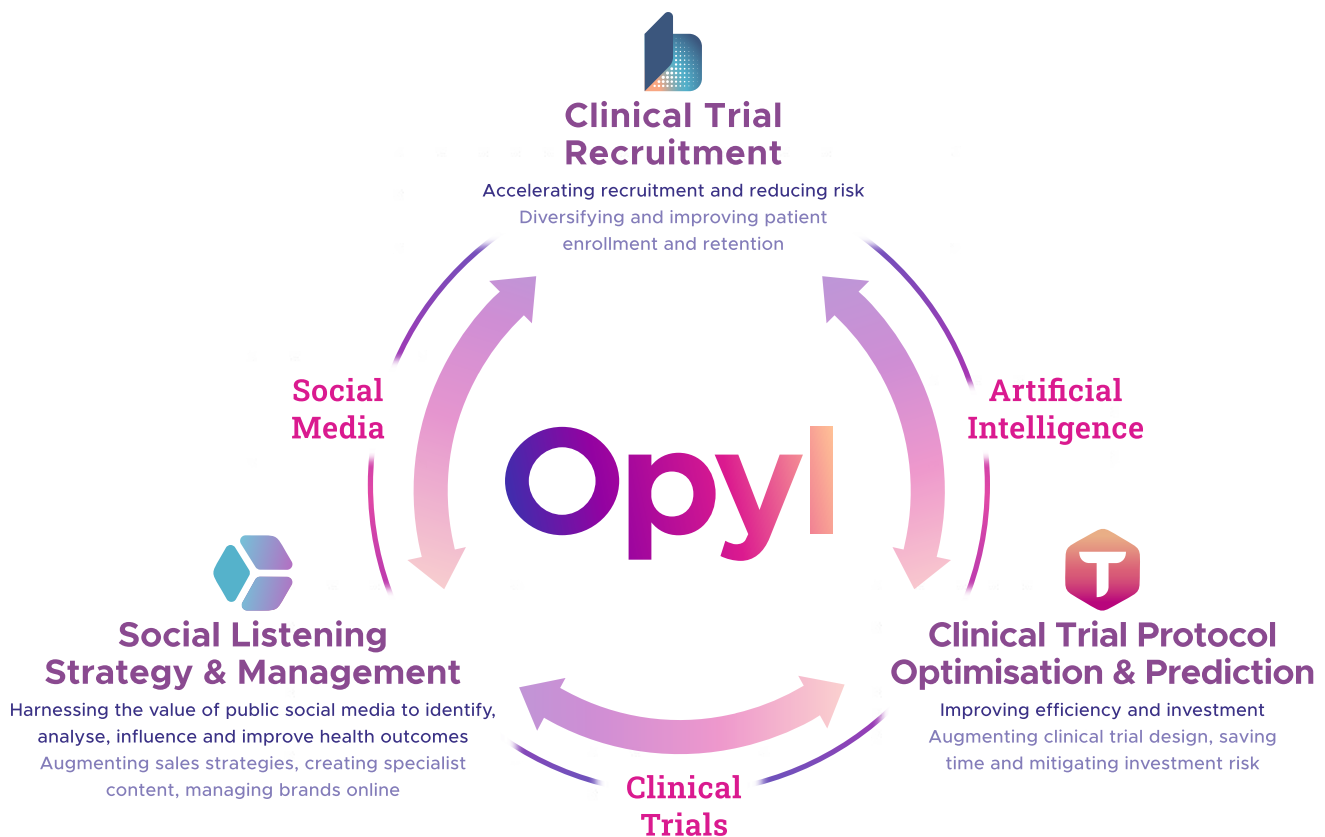 Clinical Trial
Recruitment
Accelerating recruitment and reducing risk
Diversifying and improving patient
enrollment and retention
Social
Media
Artificial
Intelligence
Opyl
Social Listening
Strategy & Management
Harnessing the value of public social media to identify,
analyse, influence and improve health outcomes
Augmenting sales strategies, creating specialist
content, managing brands online
Clinical Trial Protocol
Optimisation & Prediction
Improving efficiency and investment
Augmenting clinical trial design, saving
time and mitigating investment risk
Clinical
Trials